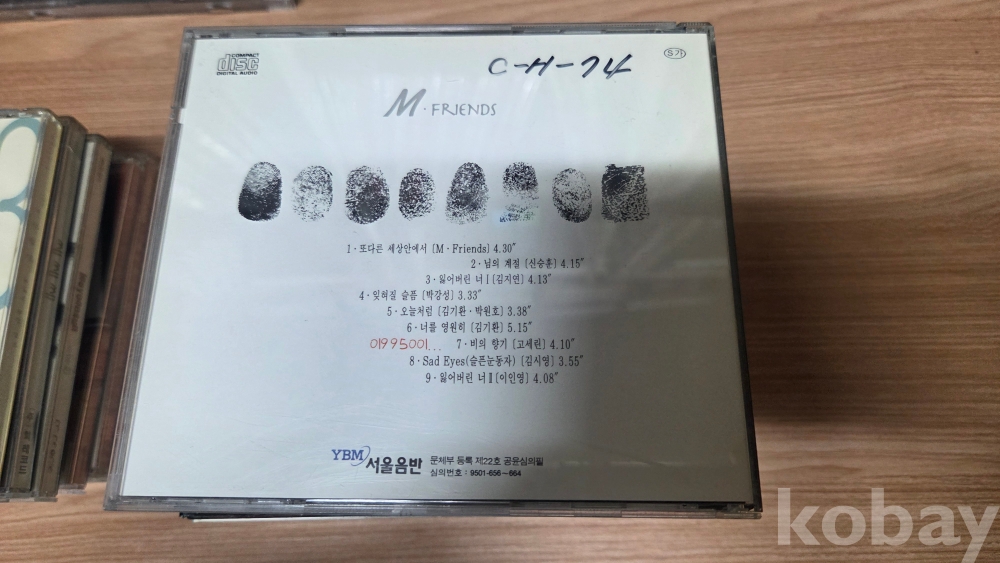 COMPACT
disc
DIGITAL AUDIO
C-H-74
S가
M·FRIENDS
1·또다른 세상안에서 [M·Friends] 4.30"
2·님의 계절 [신승훈] 4.15"
3·잃어버린 너Ⅰ[김지연] 4.13"
4·잊혀질 슬픔 [박강성] 3.33"
5·오늘처럼 [김기환·박원호] 3.38"
6·너를 영원히 [김기환] 5.15"
01995001... 7·비의 향기 [고세린] 4.10"
8·Sad Eyes(슬픈눈동자) [김시영] 3.55"
9·잃어버린 너Ⅱ[이인영] 4.08"
YBM 서울음반
문체부 등록 제22호 공윤심의필
심의번호 : 9501-656~664
kobay